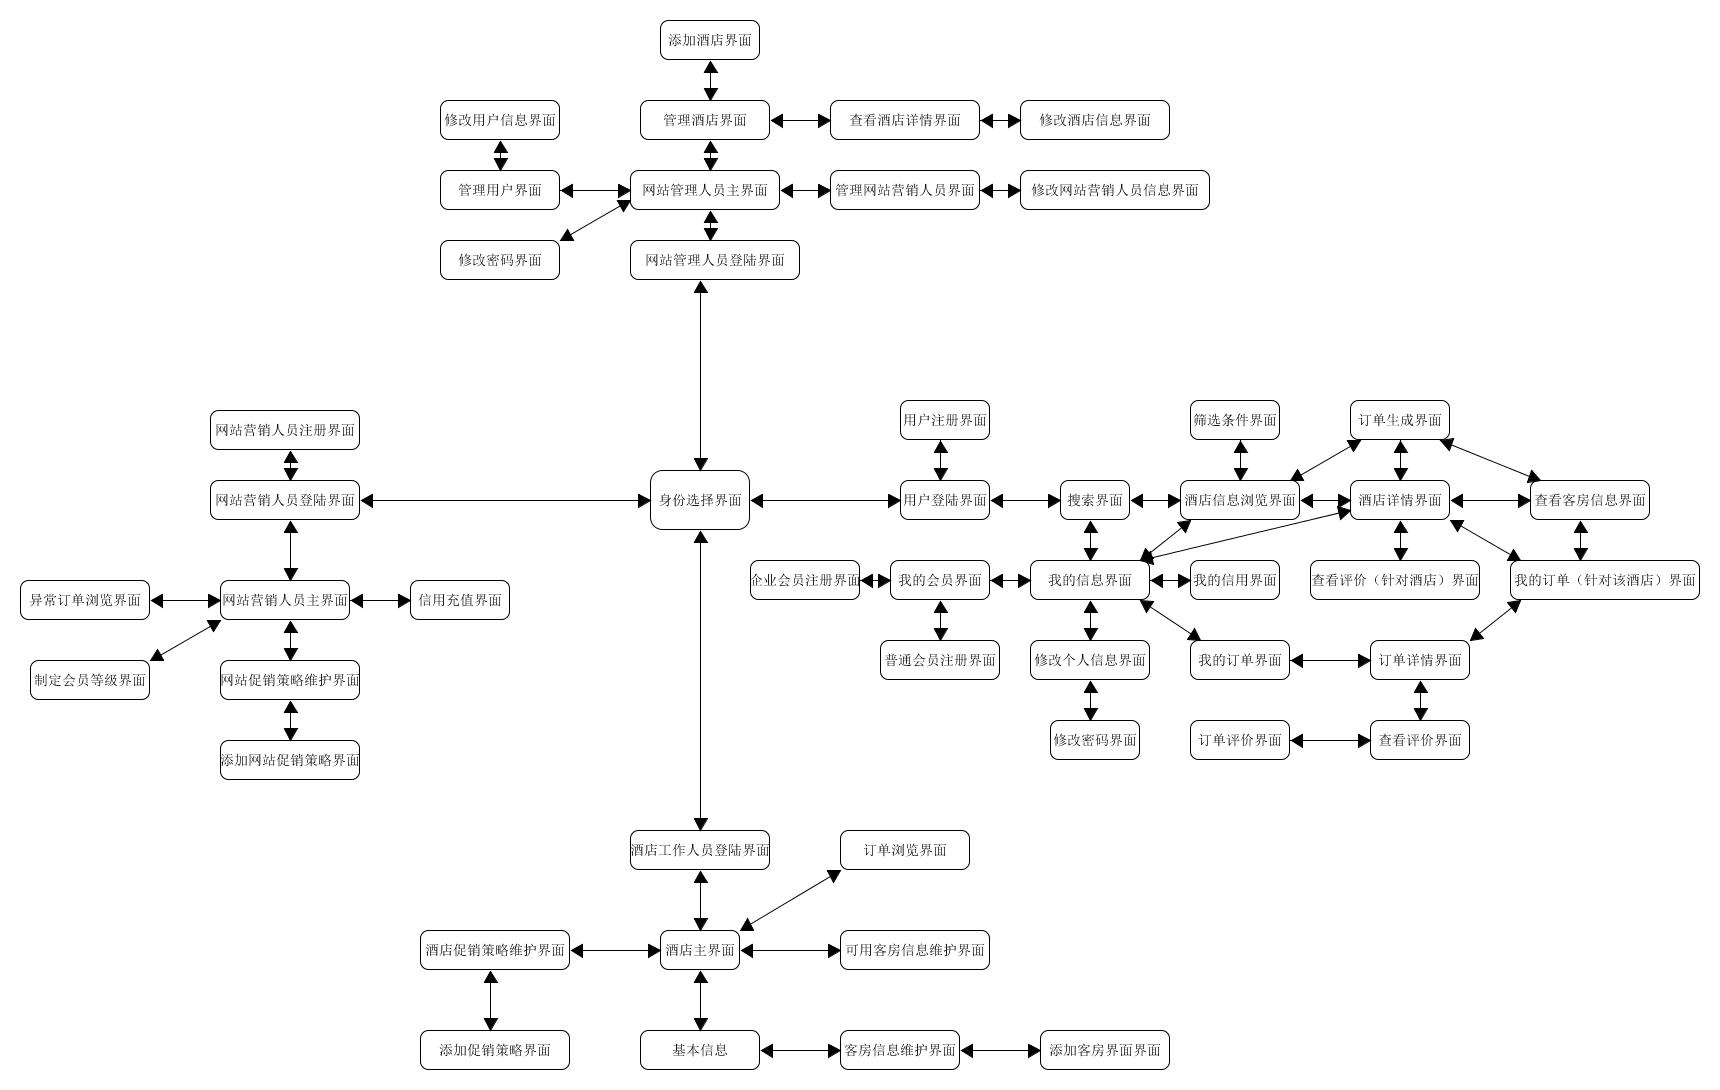 添加酒店界面
修改用户信息界面
管理酒店界面
查看酒店详情界面
修改酒店信息界面
管理用户界面
网站管理人员主界面
管理网站营销人员界面
修改网站营销人员信息界面
修改密码界面
网站管理人员登陆界面
网站营销人员注册界面
用户注册界面
筛选条件界面
订单生成界面
网站营销人员登陆界面
身份选择界面
用户登陆界面
搜索界面
酒店信息浏览界面
酒店详情界面
查看客房信息界面
企业会员注册界面
我的会员界面
我的信息界面
我的信用界面
查看评价（针对酒店）界面
我的订单（针对该酒店）界面
异常订单浏览界面
网站营销人员主界面
信用充值界面
普通会员注册界面
修改个人信息界面
我的订单界面
订单详情界面
制定会员等级界面
网站促销策略维护界面
修改密码界面
订单评价界面
查看评价界面
添加网站促销策略界面
酒店工作人员登陆界面
订单浏览界面
酒店促销策略维护界面
酒店主界面
可用客房信息维护界面
添加促销策略界面
基本信息
客房信息维护界面
添加客房界面界面